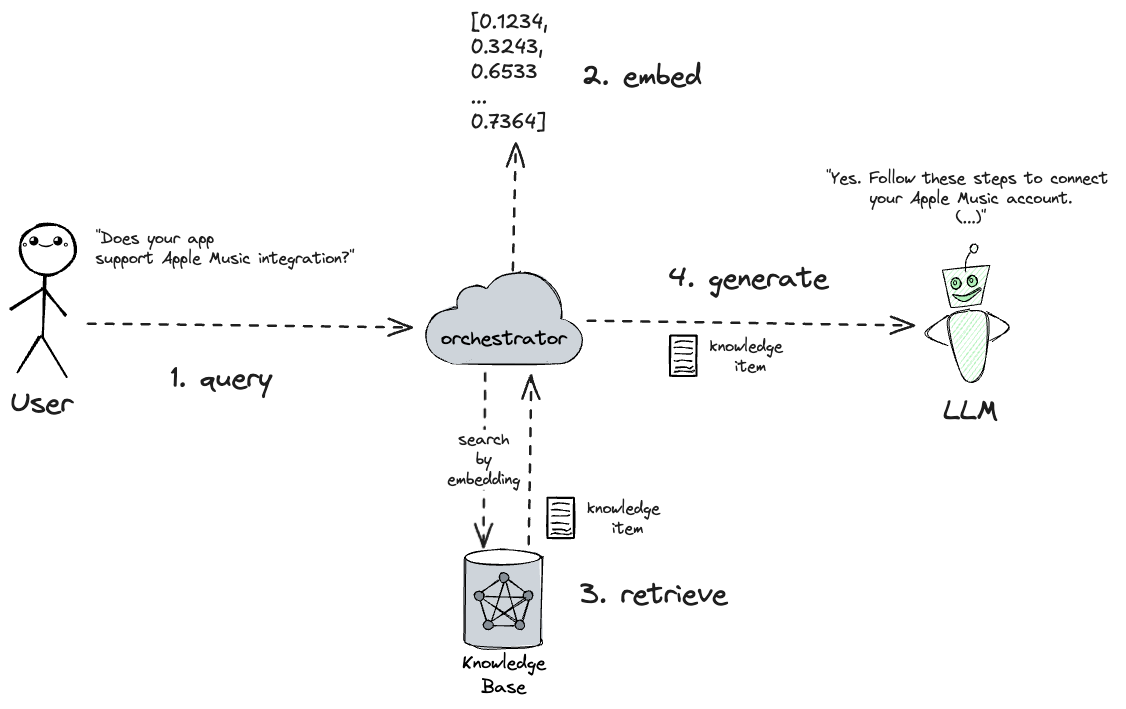 [0.1234,
0.3243,
0.6533
...
0.7364]
2. embed
"Yes. Follow these steps to connect
your Apple Music account.
(...)"
"Does your app
support Apple Music integration?"
4. generate
orchestrator
knowledge
item
1. query
User
LLM
search
by
embedding
knowledge
item
3. retrieve
Knowledge
Base